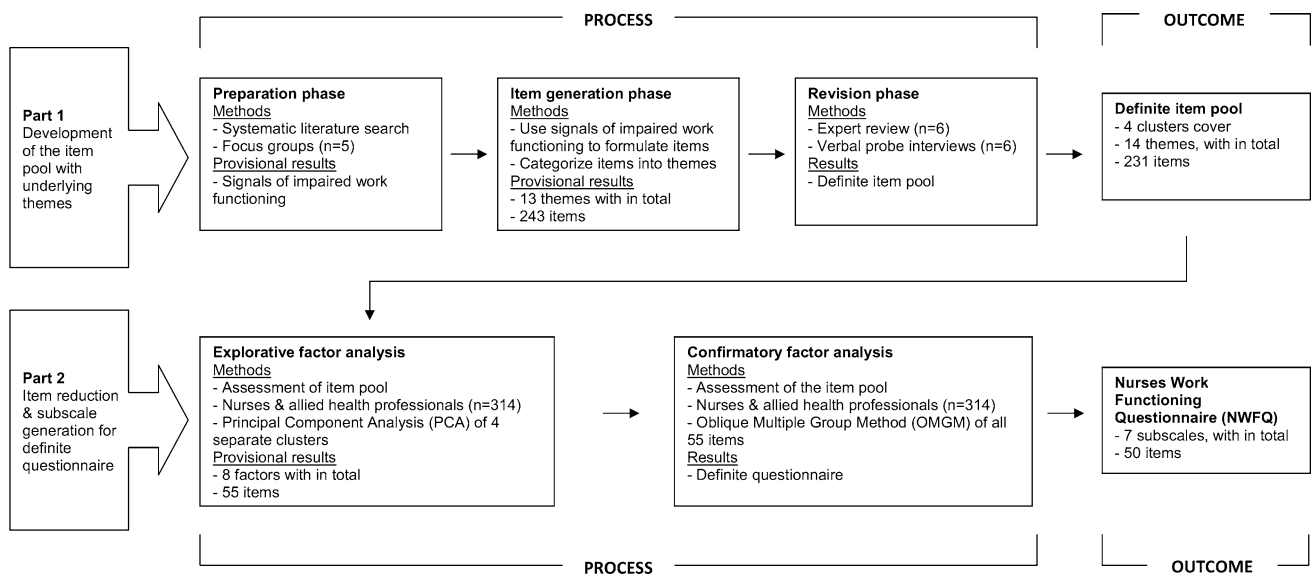 PROCESS
OUTCOME
Part 1
Development
of the item
pool with
underlying
themes
Preparation phase
Methods
- Systematic literature search
- Focus groups (n=5)
Provisional results
- Signals of impaired work
functioning
Item generation phase
Methods
- Use signals of impaired work
functioning to formulate items
- Categorize items into themes
Provisional results
- 13 themes with in total
- 243 items
Revision phase
Methods
- Expert review (n=6)
- Verbal probe interviews (n=6)
Results
- Definite item pool
Definite item pool
- 4 clusters cover
- 14 themes, with in total
- 231 items
Part 2
Item reduction
& subscale
generation for
definite
questionnaire
Explorative factor analysis
Methods
- Assessment of item pool
- Nurses & allied health professionals (n=314)
- Principal Component Analysis (PCA) of 4
separate clusters
Provisional results
- 8 factors with in total
- 55 items
Confirmatory factor analysis
Methods
- Assessment of the item pool
- Nurses & allied health professionals (n=314)
- Oblique Multiple Group Method (OMGM) of all
55 items
Results
- Definite questionnaire
Nurses Work
Functioning
Questionnaire (NWFQ)
- 7 subscales, with in total
- 50 items
PROCESS
OUTCOME